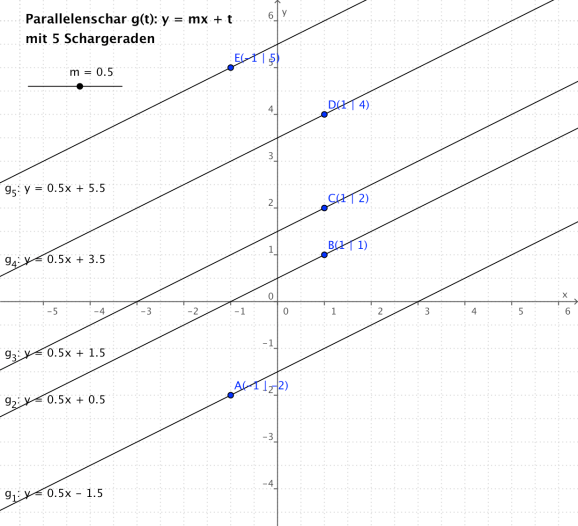 Parallelenschar g(t): y = mx + t
mit 5 Schargeraden
m = 0.5
y
6
5
4
3
2
1
0
−1
−2
−3
−4
x
−5 −4 −3 −2 −1 0 1 2 3 4 5 6
E(−1 | 5)
D(1 | 4)
C(1 | 2)
B(1 | 1)
A(−1 | −2)
g₅: y = 0.5x + 5.5
g₄: y = 0.5x + 3.5
g₃: y = 0.5x + 1.5
g₂: y = 0.5x + 0.5
g₁: y = 0.5x − 1.5